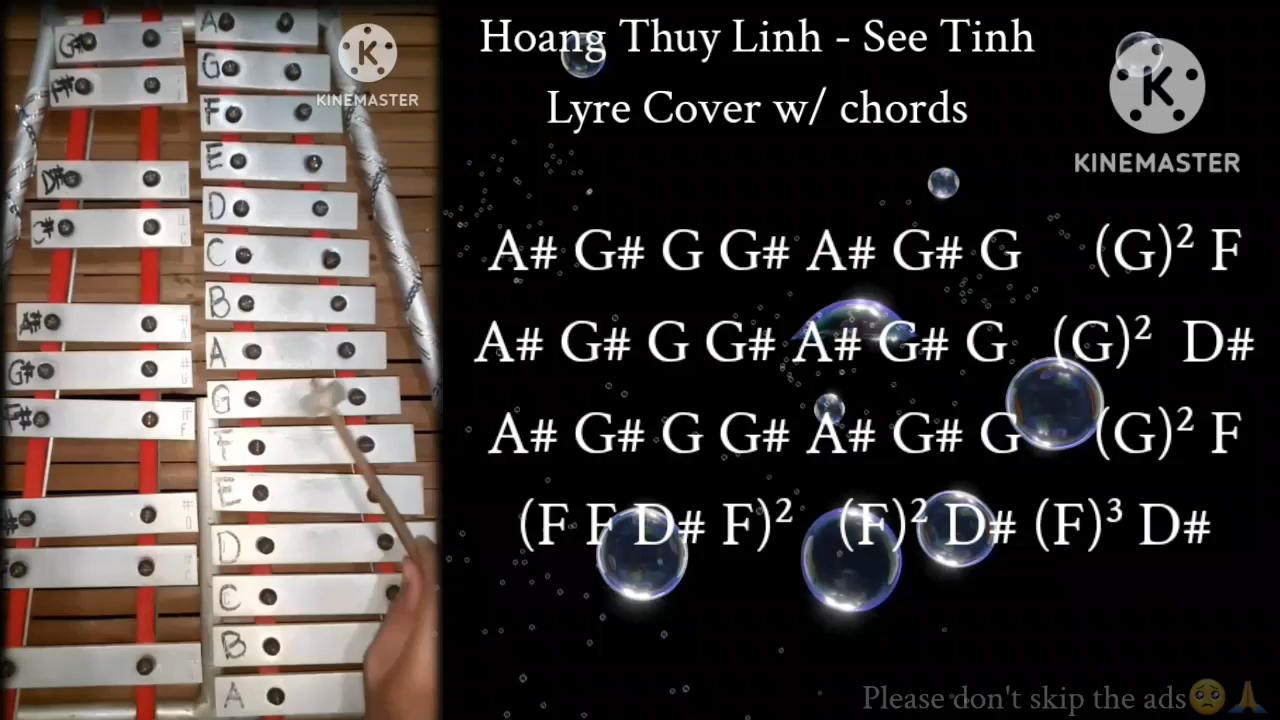 Hoang Thuy Linh - See Tinh
Lyre Cover w/ chords
KINEMASTER
KINEMASTER
A# G# G G# A# G# G (G)² F
A# G# G G# A# G# G (G)² D#
A# G# G G# A# G# G (G)² F
(F F D# F)² (F)² D# (F)³ D#
Please don't skip the ads🥺🙏
G#
F#
D#
C#
A#
G#
F#
A
G
F
E
D
C
B
A
G
F
E
D
C
B
A